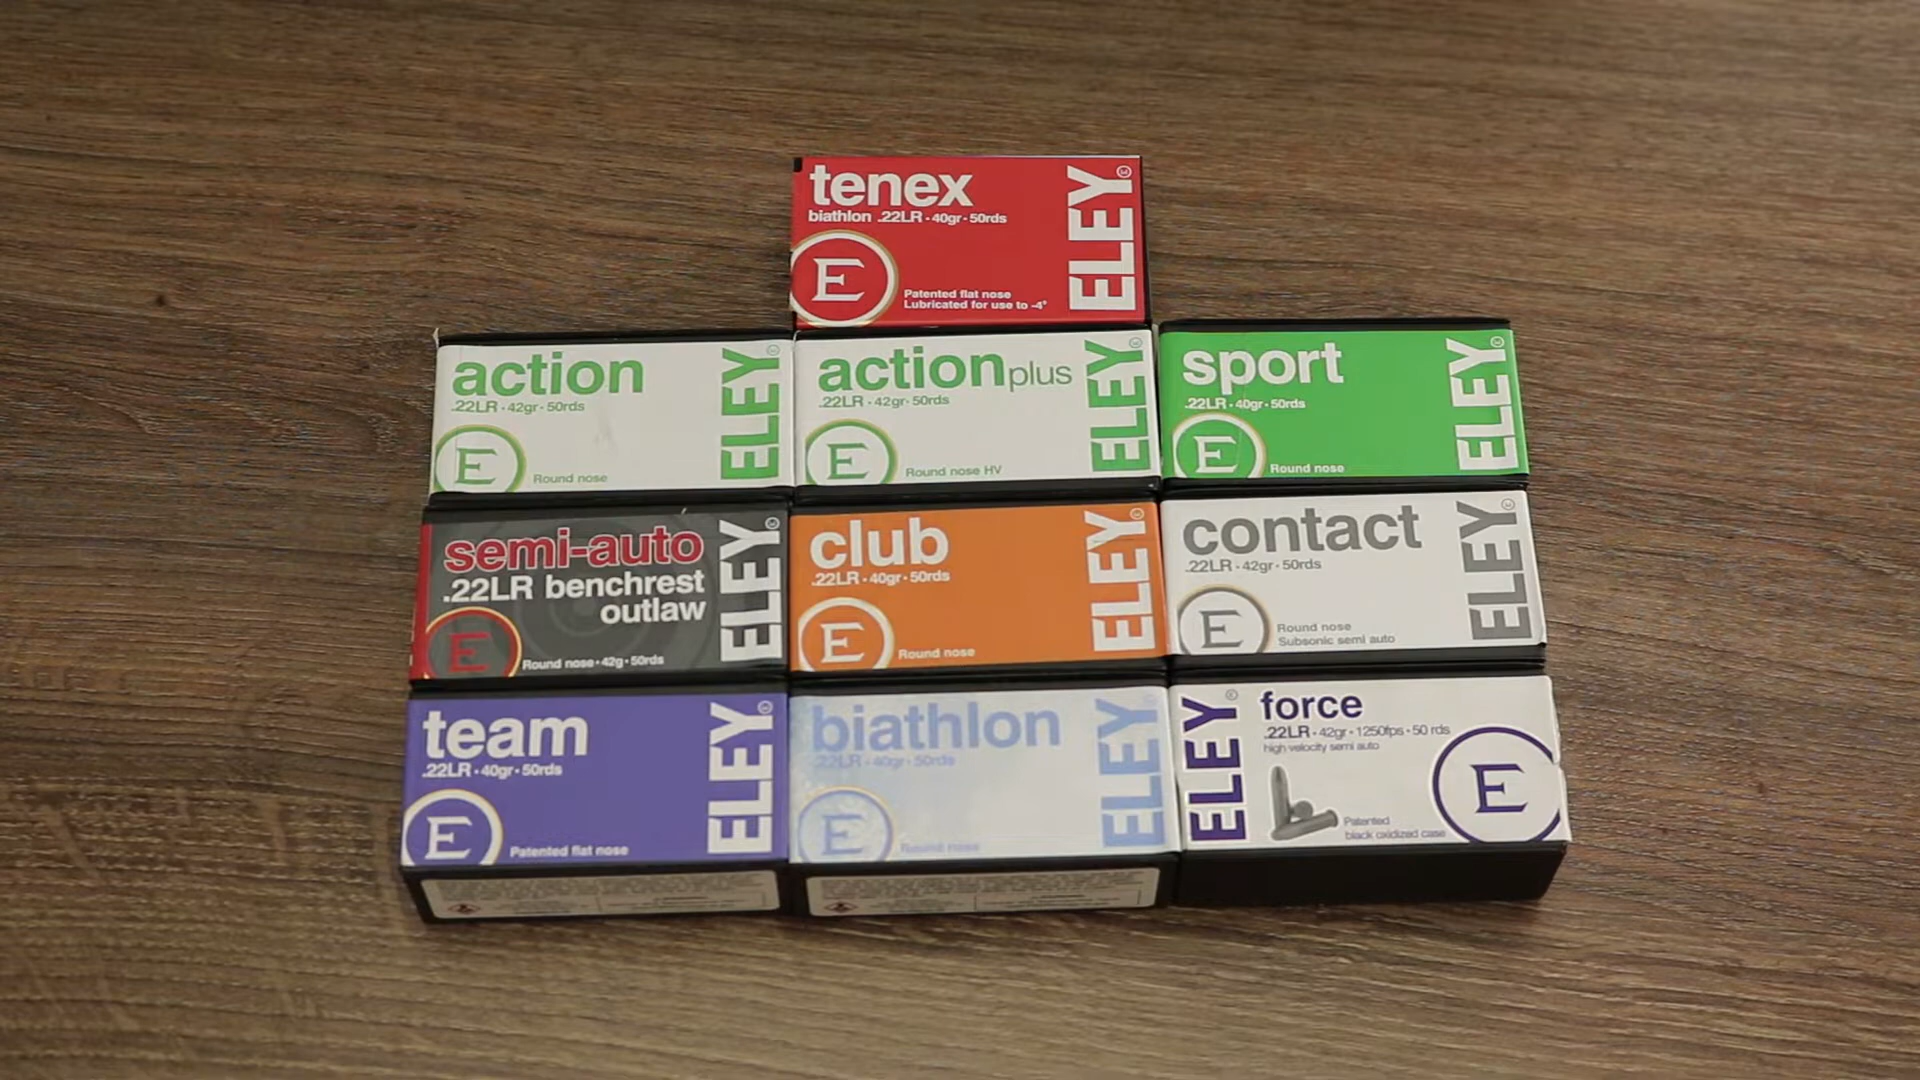 tenex
biathlon .22LR • 40gr • 50rds
E
Patented flat nose
Lubricated for use to -4°
ELEY
action
.22LR • 42gr • 50rds
E
Round nose
ELEY
actionplus
.22LR • 42gr • 50rds
E
Round nose HV
ELEY
sport
.22LR • 40gr • 50rds
E
Round nose
ELEY
semi-auto
.22LR benchrest
outlaw
E
Round nose • 42g • 50rds
ELEY
club
.22LR • 40gr • 50rds
E
Round nose
ELEY
contact
.22LR • 42gr • 50rds
E
Round nose
Subsonic semi auto
ELEY
team
.22LR • 40gr • 50rds
E
Patented flat nose
ELEY
biathlon
.22LR • 40gr • 50rds
E
Round nose
ELEY
ELEY
force
.22LR • 42gr • 1250fps • 50 rds
high velocity semi auto
E
Patented
black oxidized case